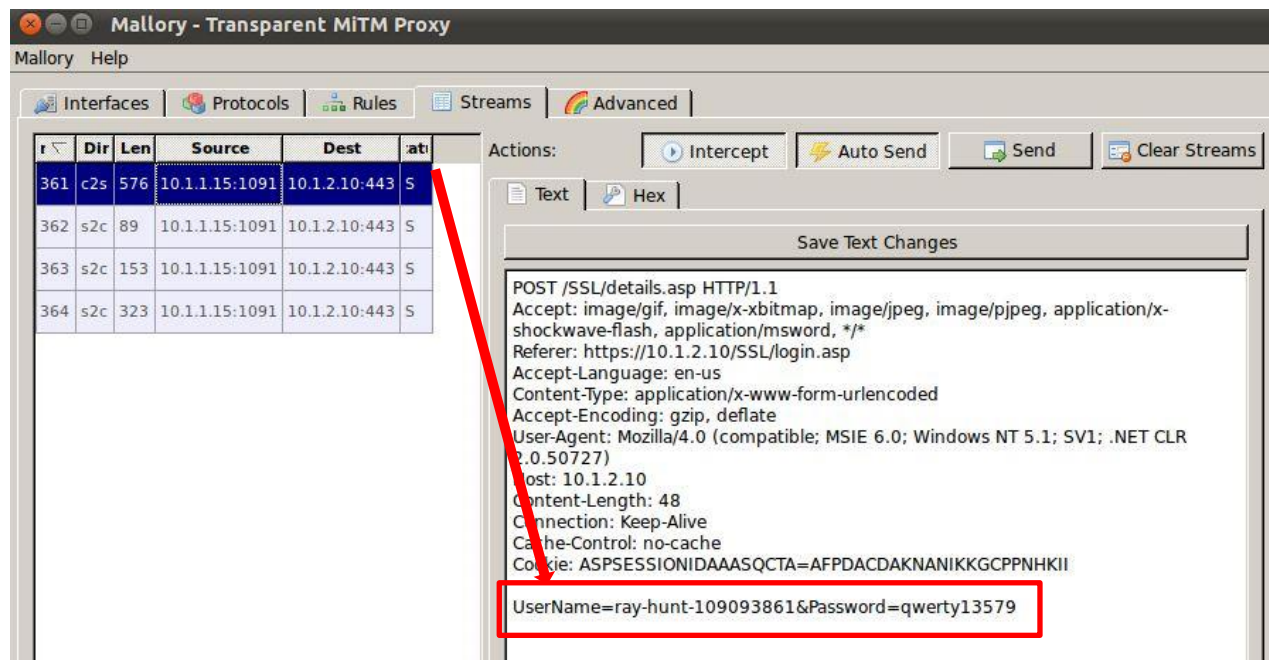 Mallory - Transparent MiTM Proxy
Mallory Help
Interfaces Protocols Rules Streams Advanced
r Dir Len Source Dest :atu
361 c2s 576 10.1.1.15:1091 10.1.2.10:443 S
362 s2c 89 10.1.1.15:1091 10.1.2.10:443 S
363 s2c 153 10.1.1.15:1091 10.1.2.10:443 S
364 s2c 323 10.1.1.15:1091 10.1.2.10:443 S
Actions: Intercept Auto Send Send Clear Streams
Text Hex
Save Text Changes
POST /SSL/details.asp HTTP/1.1
Accept: image/gif, image/x-xbitmap, image/jpeg, image/pjpeg, application/x-
shockwave-flash, application/msword, */*
Referer: https://10.1.2.10/SSL/login.asp
Accept-Language: en-us
Content-Type: application/x-www-form-urlencoded
Accept-Encoding: gzip, deflate
User-Agent: Mozilla/4.0 (compatible; MSIE 6.0; Windows NT 5.1; SV1; .NET CLR
2.0.50727)
Host: 10.1.2.10
Content-Length: 48
Connection: Keep-Alive
Cache-Control: no-cache
Cookie: ASPSESSIONIDAAASQCTA=AFPDACDAKNANIKKGCPPNHKII
UserName=ray-hunt-109093861&Password=qwerty13579